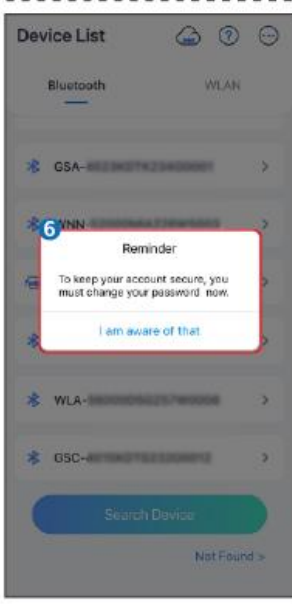 Device List
Bluetooth WLAN
GSA-
6
WNN-
Reminder
To keep your account secure, you
must change your password now.
I am aware of that
WLA-
GSC-
Search Device
Not Found >